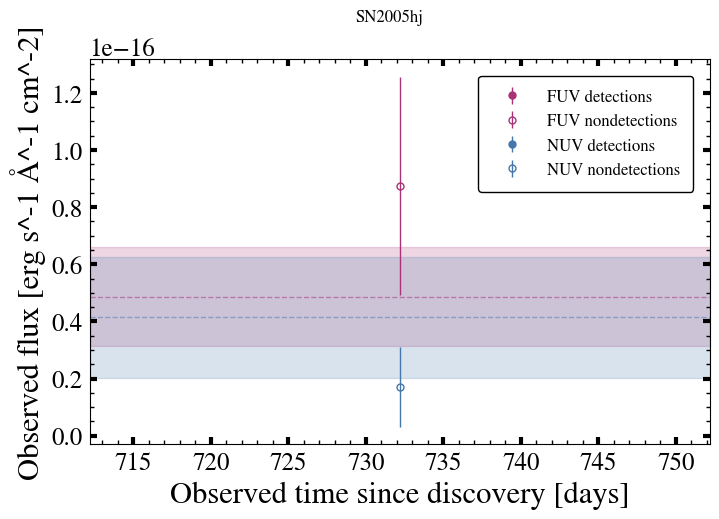 SN2005hj
1e−16
Observed flux [erg s^-1 Å^-1 cm^-2]
1.2
1.0
0.8
0.6
0.4
0.2
0.0
FUV detections
FUV nondetections
NUV detections
NUV nondetections
715 720 725 730 735 740 745 750
Observed time since discovery [days]